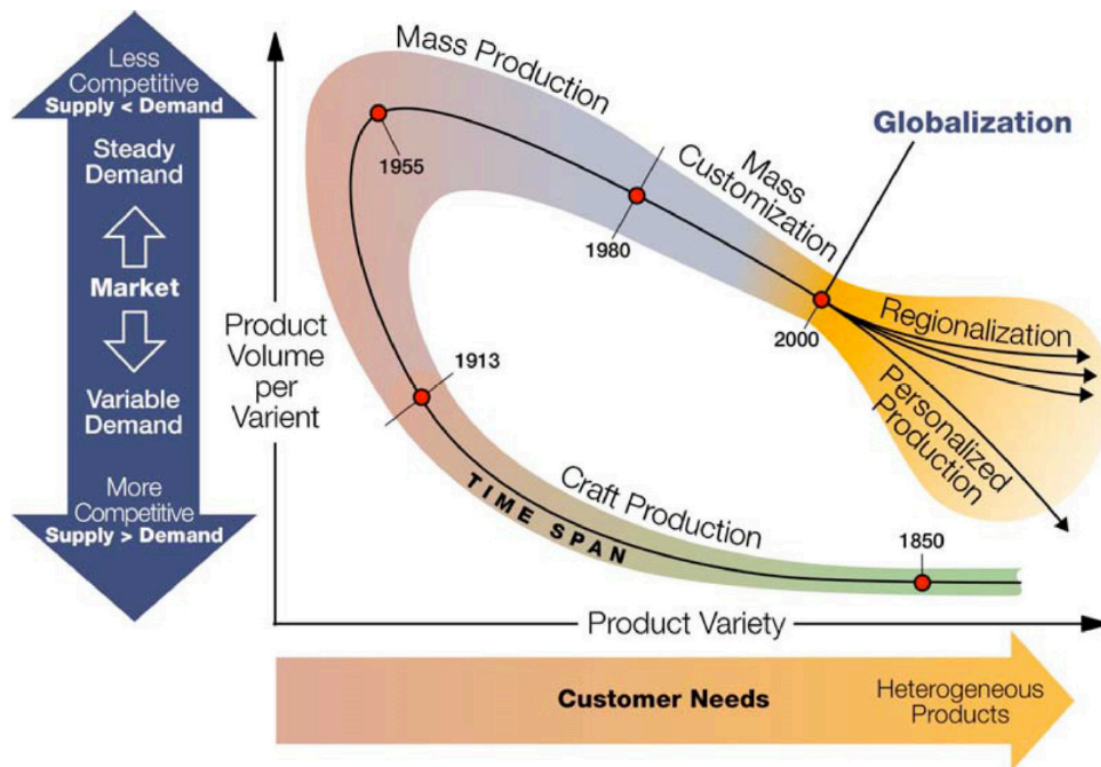 Less
Competitive
Supply < Demand
Steady
Demand
Market
Variable
Demand
More
Competitive
Supply > Demand
Product
Volume
per
Varient
Mass Production
1955
1980
Mass
Customization
Globalization
2000
Regionalization
Personalized
Production
1913
Craft Production
TIME SPAN
1850
Product Variety
Customer Needs
Heterogeneous
Products